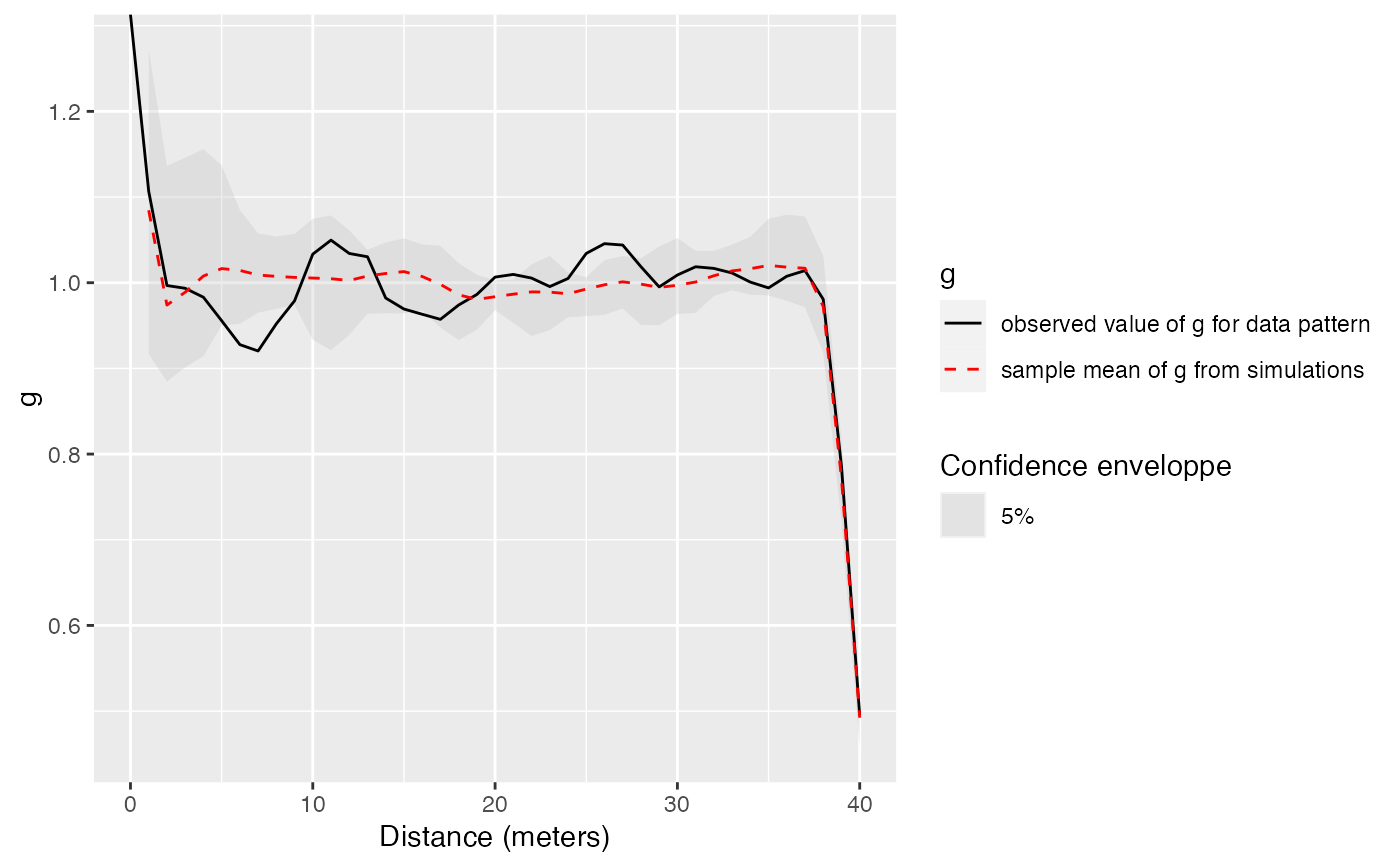 1.2
1.0
0.8
0.6
g
0 10 20 30 40
Distance (meters)
g
observed value of g for data pattern
sample mean of g from simulations
Confidence enveloppe
5%